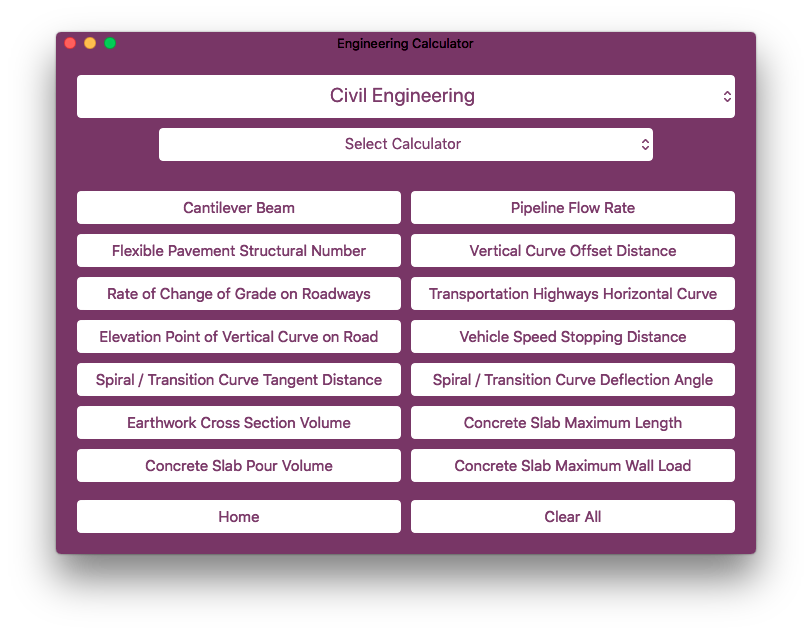 Engineering Calculator
Civil Engineering
Select Calculator
Cantilever Beam
Pipeline Flow Rate
Flexible Pavement Structural Number
Vertical Curve Offset Distance
Rate of Change of Grade on Roadways
Transportation Highways Horizontal Curve
Elevation Point of Vertical Curve on Road
Vehicle Speed Stopping Distance
Spiral / Transition Curve Tangent Distance
Spiral / Transition Curve Deflection Angle
Earthwork Cross Section Volume
Concrete Slab Maximum Length
Concrete Slab Pour Volume
Concrete Slab Maximum Wall Load
Home
Clear All